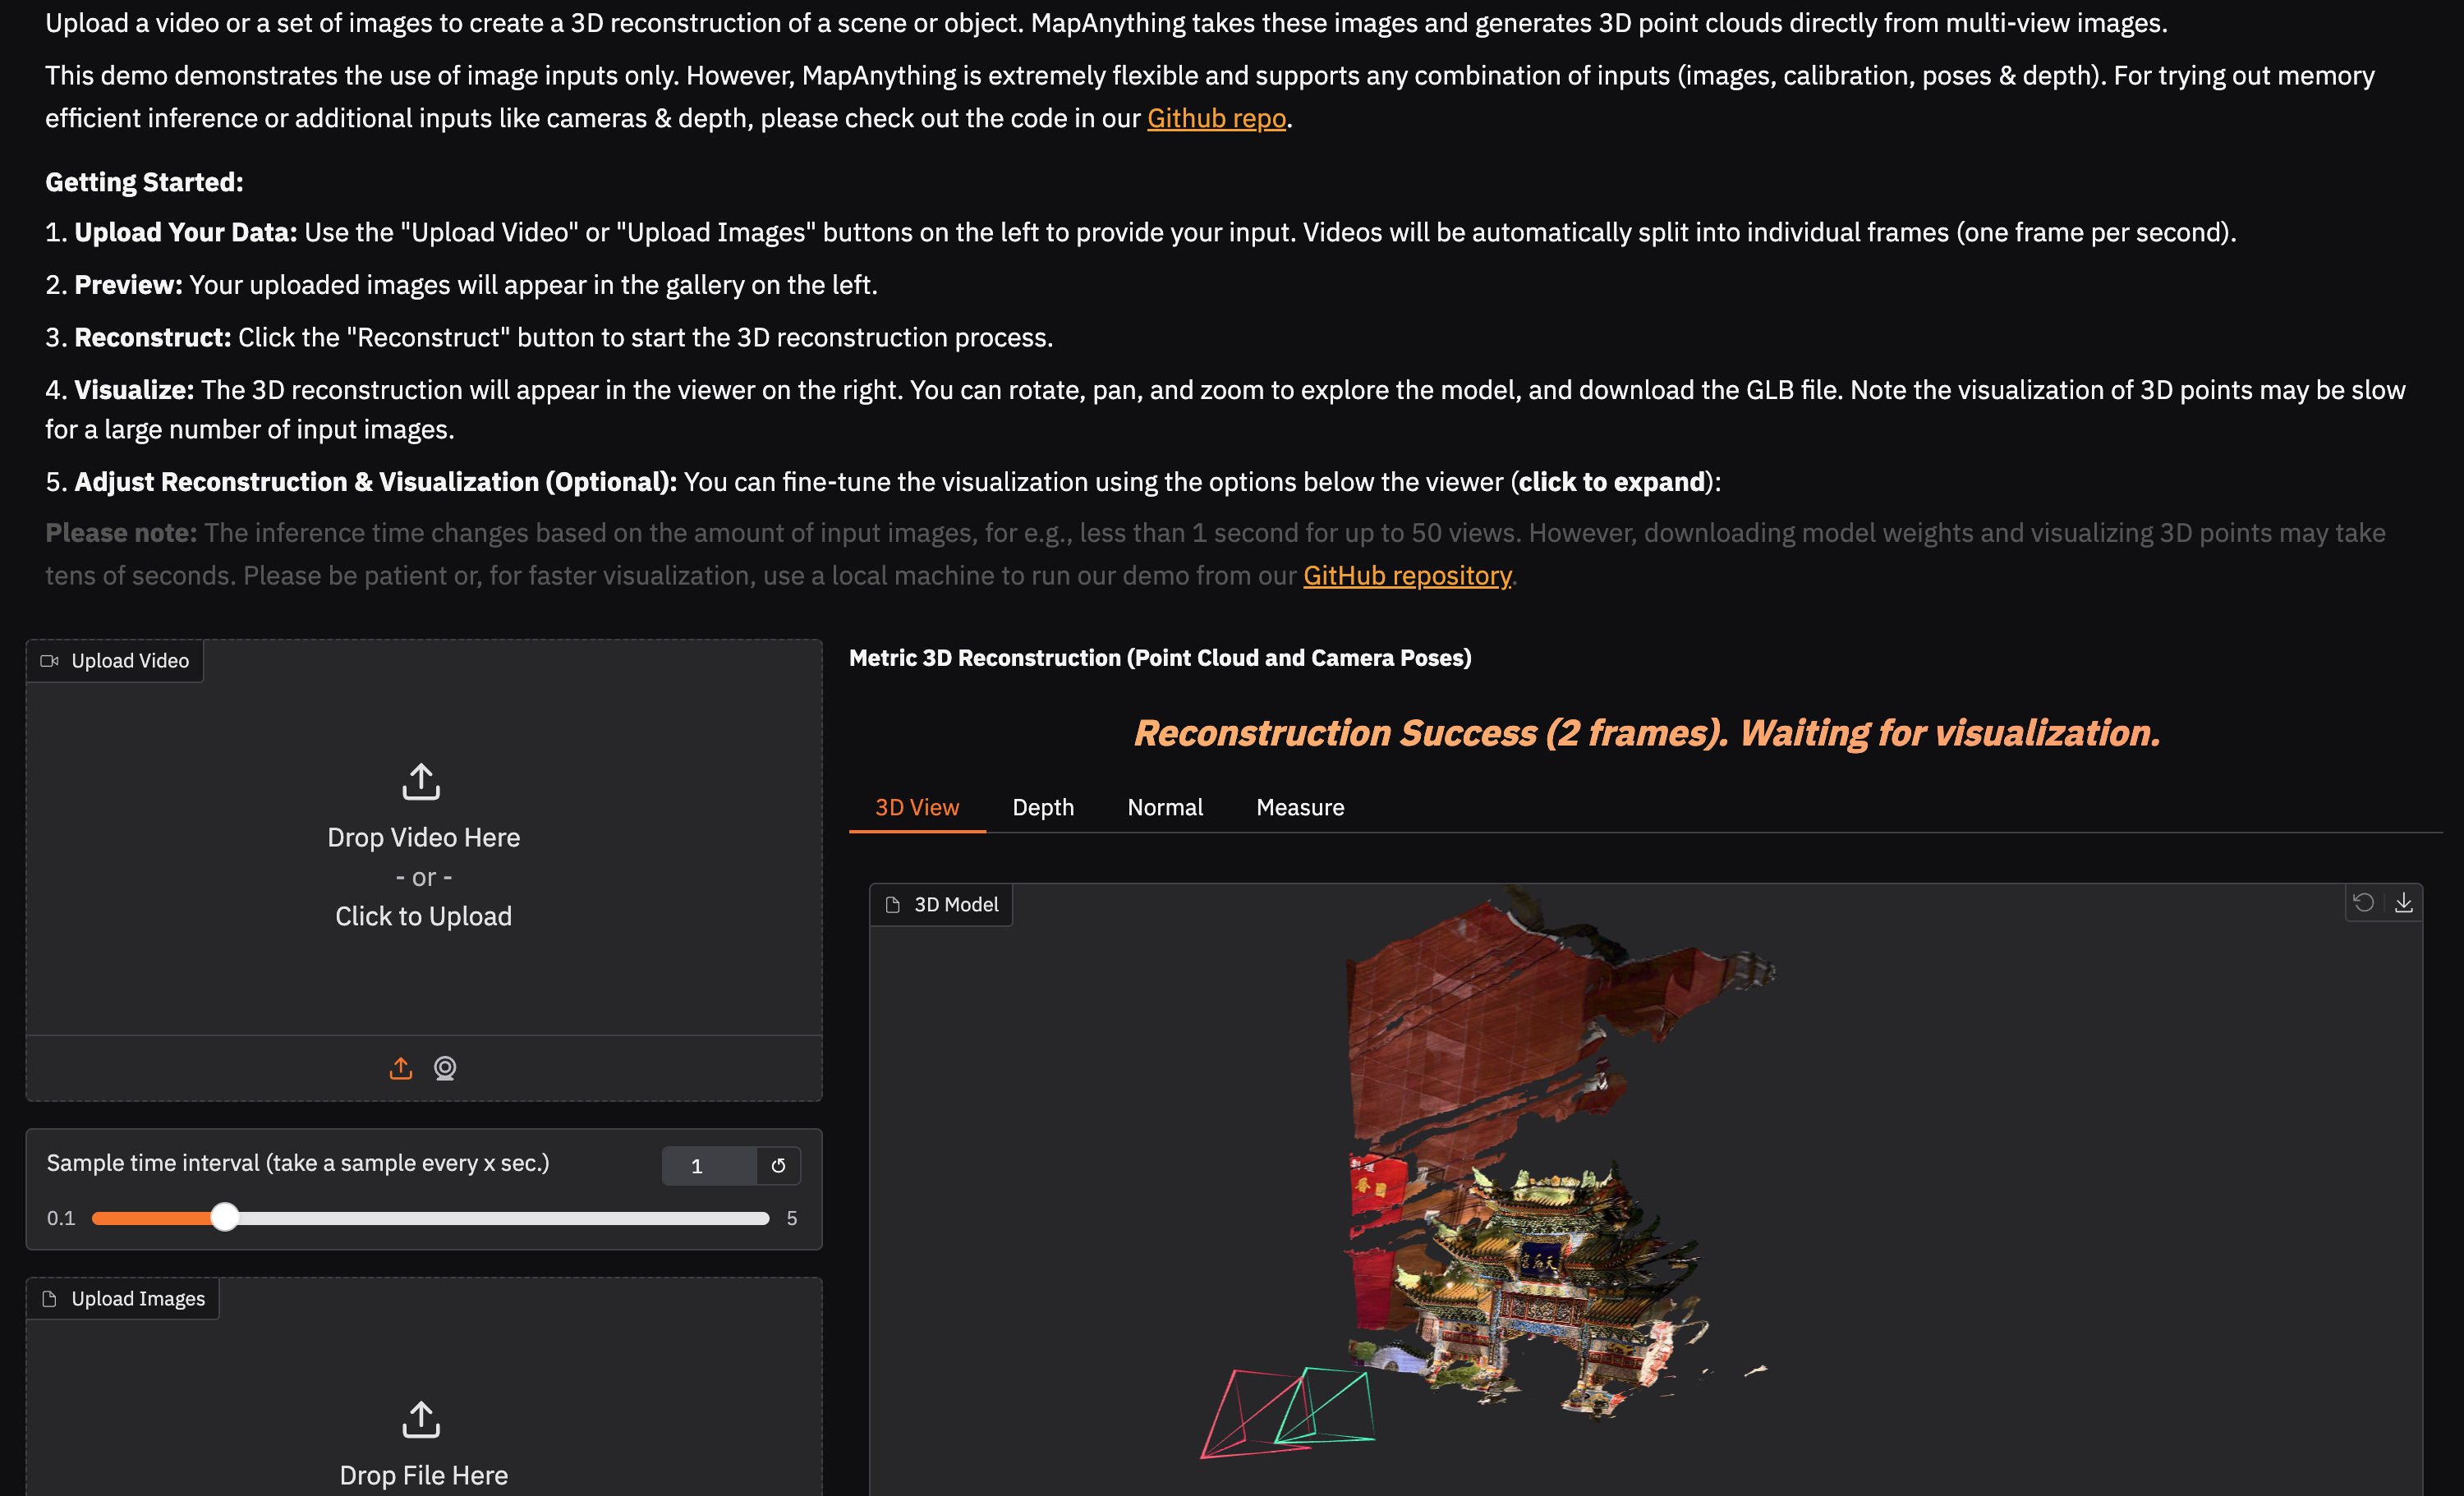 Upload a video or a set of images to create a 3D reconstruction of a scene or object. MapAnything takes these images and generates 3D point clouds directly from multi-view images.
This demo demonstrates the use of image inputs only. However, MapAnything is extremely flexible and supports any combination of inputs (images, calibration, poses & depth). For trying out memory
efficient inference or additional inputs like cameras & depth, please check out the code in our Github repo.
Getting Started:
1. Upload Your Data: Use the "Upload Video" or "Upload Images" buttons on the left to provide your input. Videos will be automatically split into individual frames (one frame per second).
2. Preview: Your uploaded images will appear in the gallery on the left.
3. Reconstruct: Click the "Reconstruct" button to start the 3D reconstruction process.
4. Visualize: The 3D reconstruction will appear in the viewer on the right. You can rotate, pan, and zoom to explore the model, and download the GLB file. Note the visualization of 3D points may be slow
for a large number of input images.
5. Adjust Reconstruction & Visualization (Optional): You can fine-tune the visualization using the options below the viewer (click to expand):
Please note: The inference time changes based on the amount of input images, for e.g., less than 1 second for up to 50 views. However, downloading model weights and visualizing 3D points may take
tens of seconds. Please be patient or, for faster visualization, use a local machine to run our demo from our GitHub repository.
Upload Video
Drop Video Here
- or -
Click to Upload
Sample time interval (take a sample every x sec.)
1
0.1
5
Upload Images
Drop File Here
Metric 3D Reconstruction (Point Cloud and Camera Poses)
Reconstruction Success (2 frames). Waiting for visualization.
3D View
Depth
Normal
Measure
3D Model
宮后天